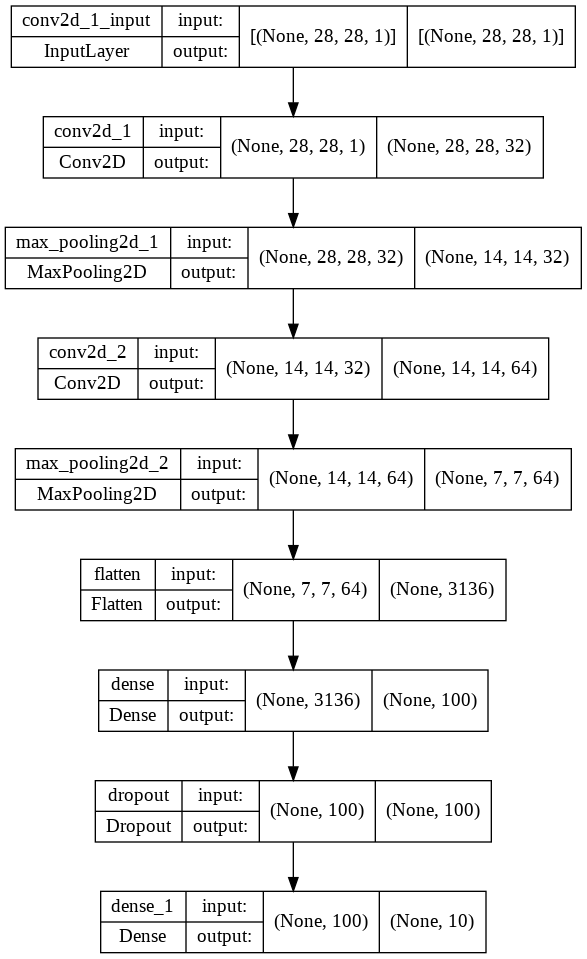 conv2d_1_input input: [(None, 28, 28, 1)] [(None, 28, 28, 1)]
InputLayer output:
conv2d_1 input: (None, 28, 28, 1) (None, 28, 28, 32)
Conv2D output:
max_pooling2d_1 input: (None, 28, 28, 32) (None, 14, 14, 32)
MaxPooling2D output:
conv2d_2 input: (None, 14, 14, 32) (None, 14, 14, 64)
Conv2D output:
max_pooling2d_2 input: (None, 14, 14, 64) (None, 7, 7, 64)
MaxPooling2D output:
flatten input: (None, 7, 7, 64) (None, 3136)
Flatten output:
dense input: (None, 3136) (None, 100)
Dense output:
dropout input: (None, 100) (None, 100)
Dropout output:
dense_1 input: (None, 100) (None, 10)
Dense output: